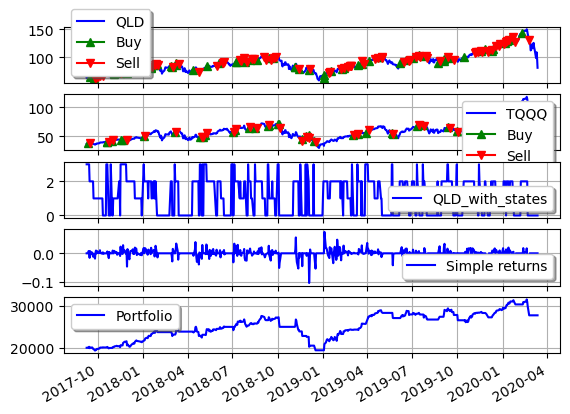 150
100
QLD
Buy
Sell
100
50
TQQQ
Buy
Sell
2
0
QLD_with_states
0.0
−0.1
Simple returns
30000
20000
Portfolio
2017-10 2018-01 2018-04 2018-07 2018-10 2019-01 2019-04 2019-07 2019-10 2020-01 2020-04